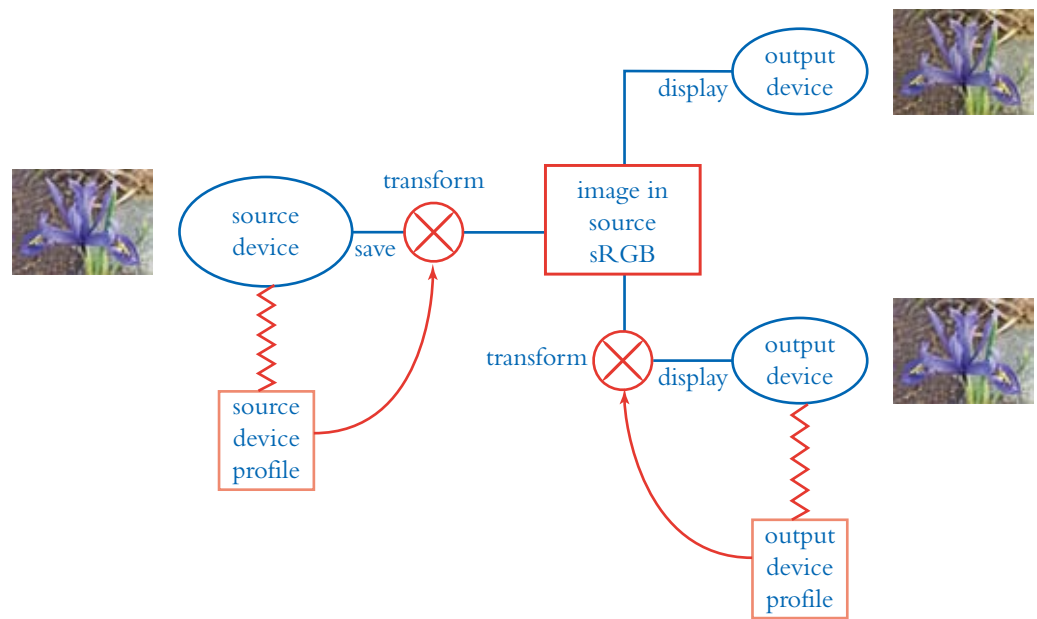 output
device
display
transform
image in
source
sRGB
source
device
save
output
device
transform
display
source
device
profile
output
device
profile